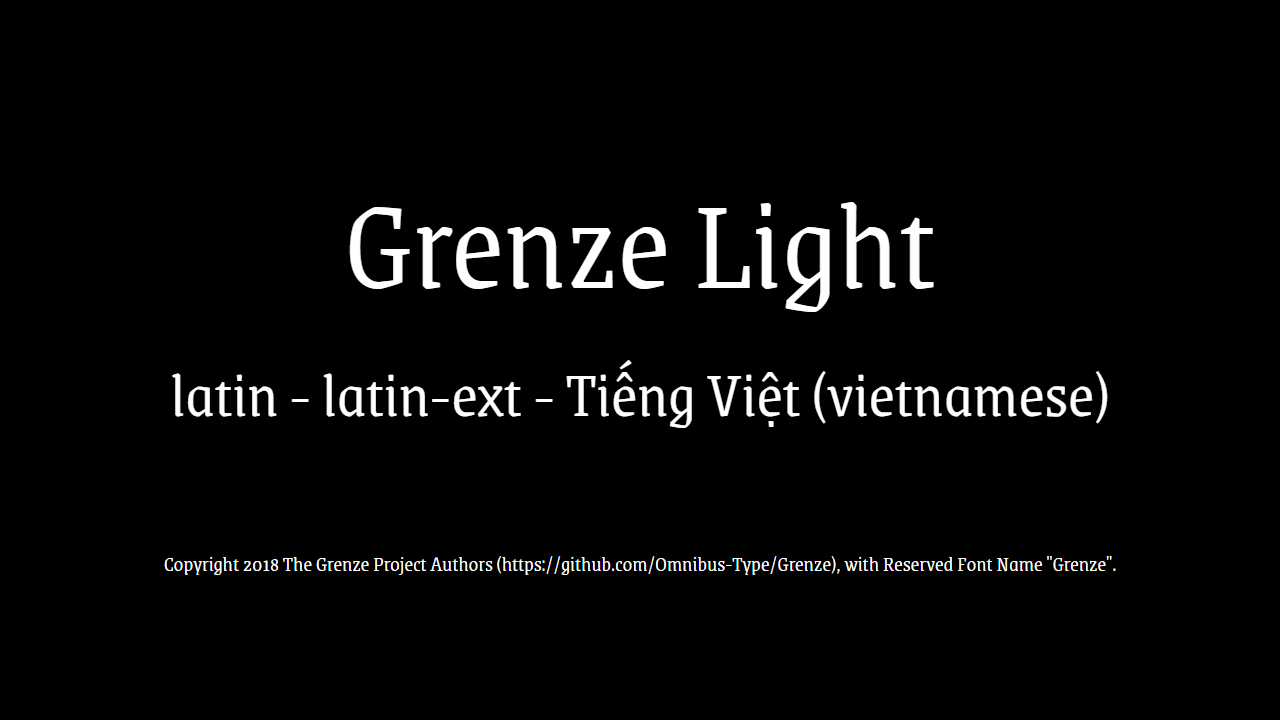 Grenze Light
latin - latin-ext - Tiếng Việt (vietnamese)
Copyright 2018 The Grenze Project Authors (https://github.com/Omnibus-Type/Grenze), with Reserved Font Name "Grenze".